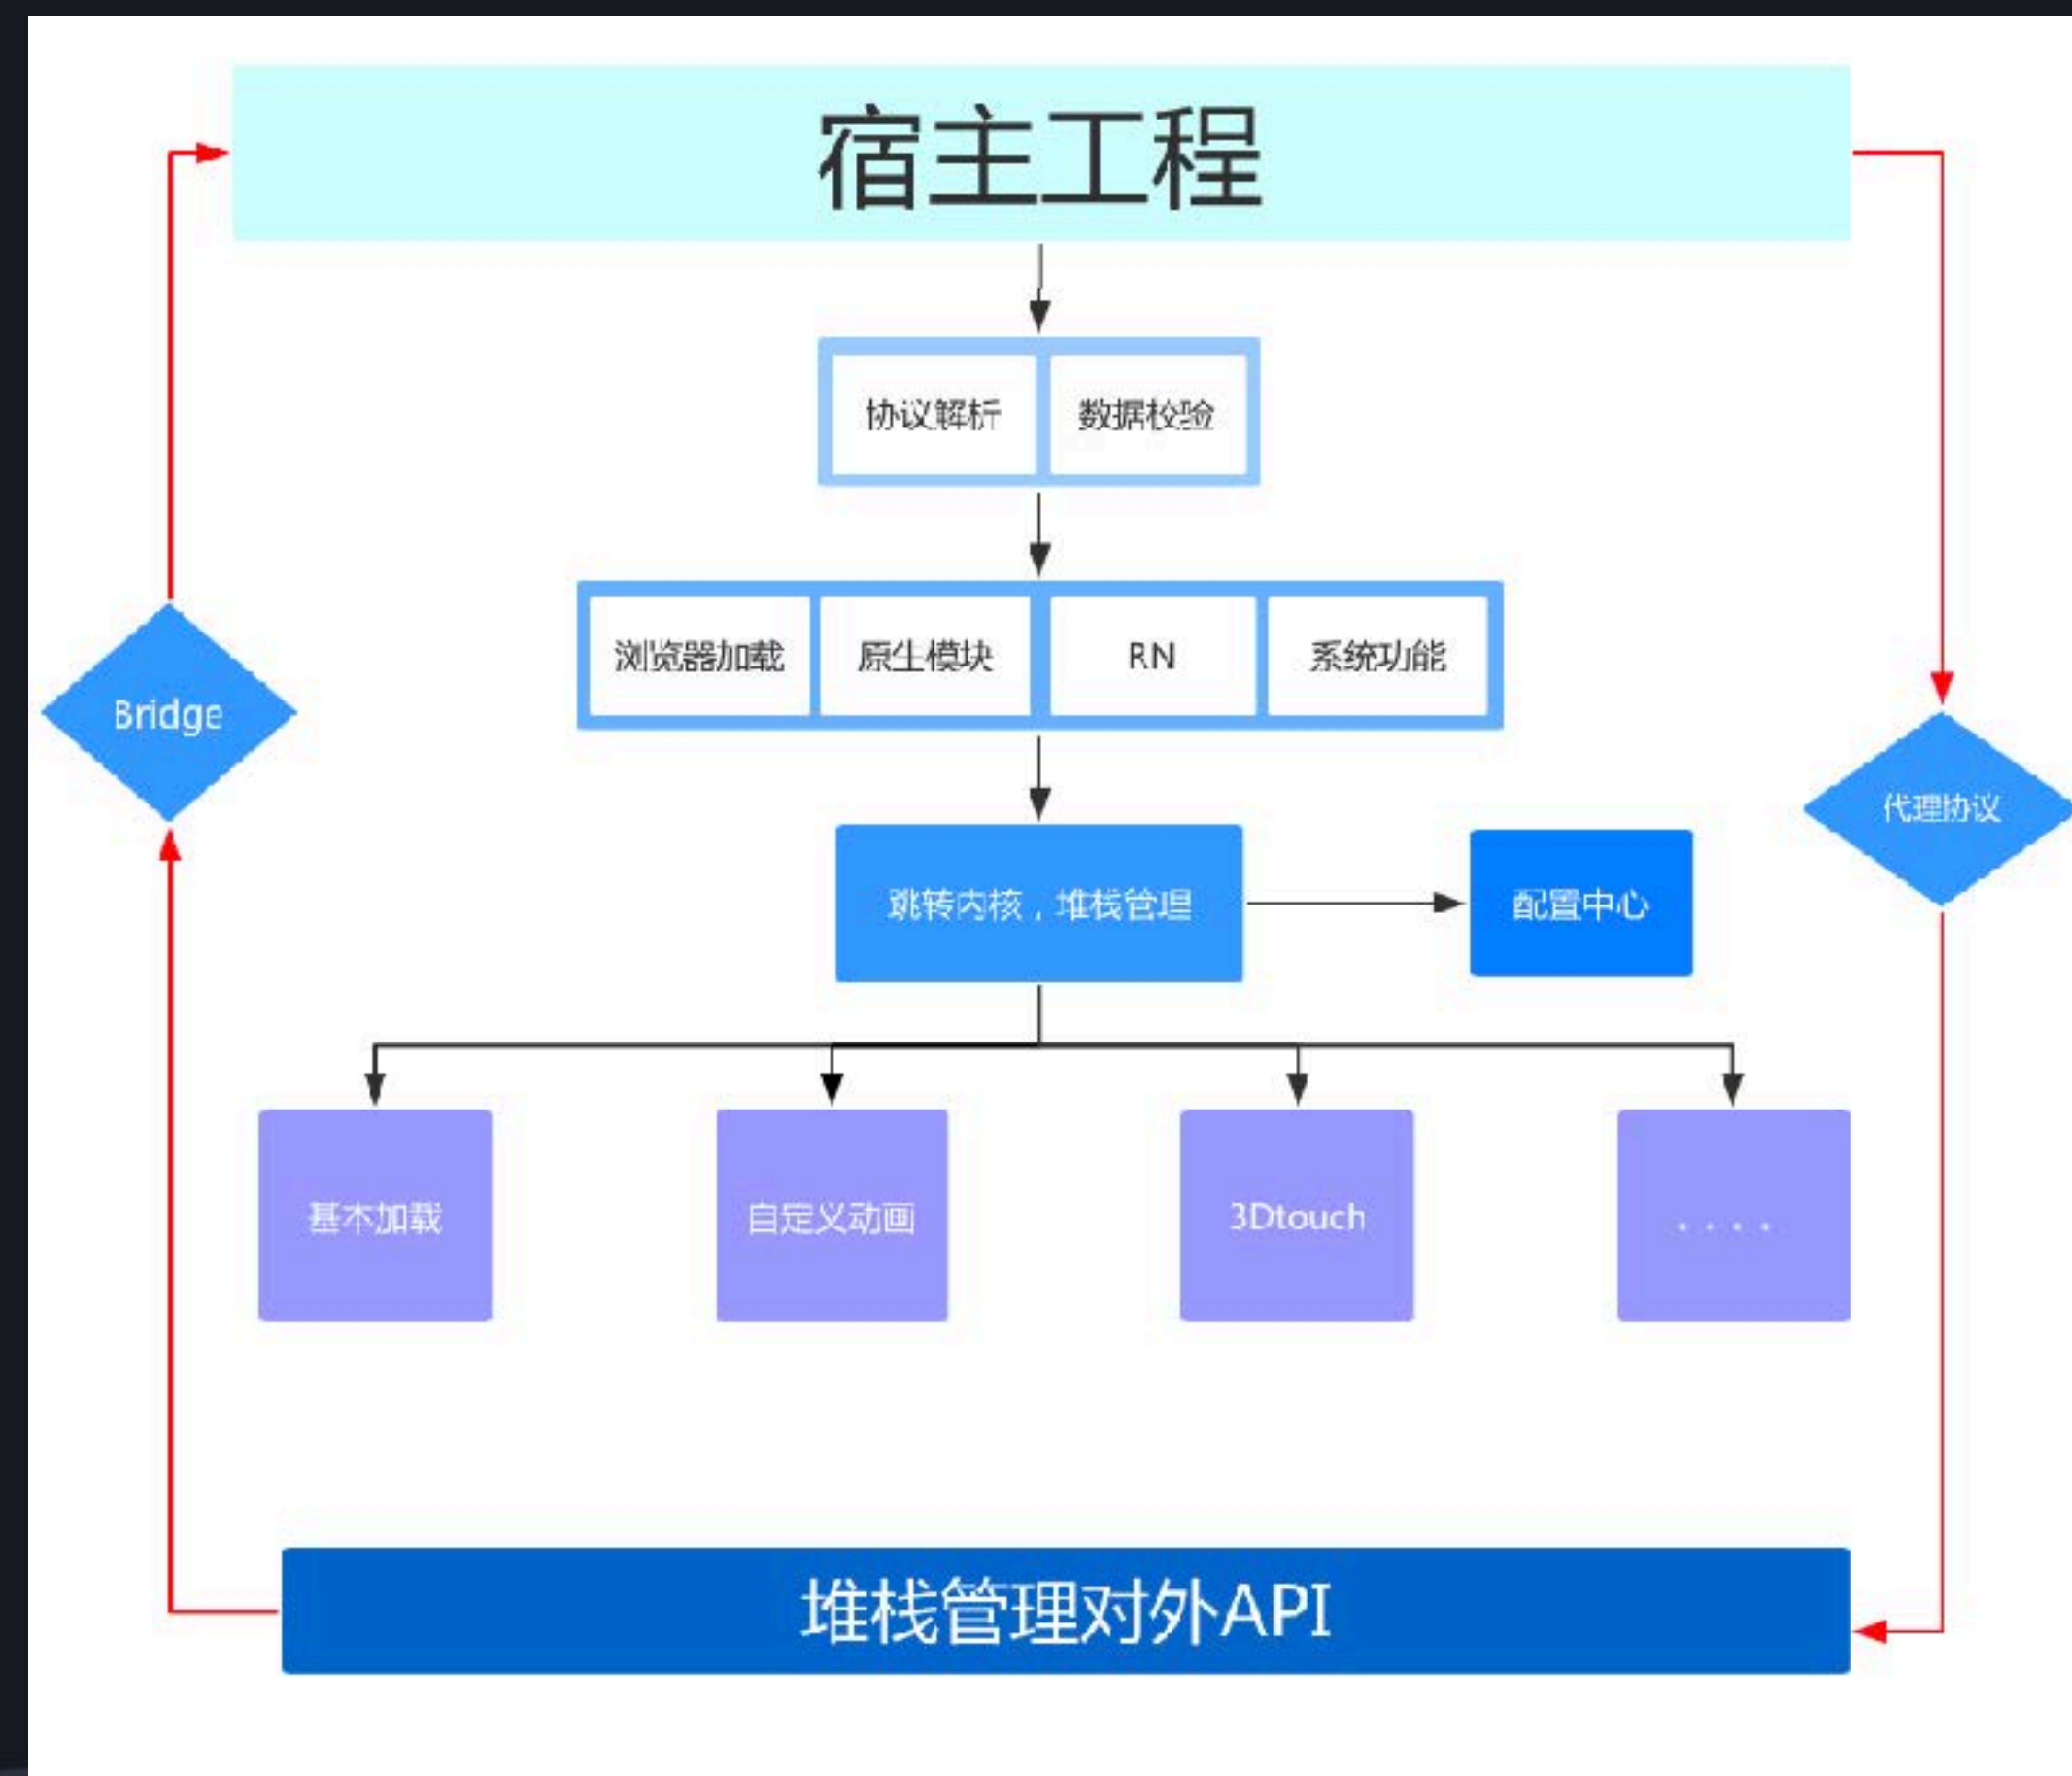 宿主工程
协议解析
数据校验
浏览器加载
原生模块
RN
系统功能
Bridge
代理协议
跳转内核，堆栈管理
配置中心
基本加载
自定义动画
3Dtouch
。。。。
堆栈管理对外API